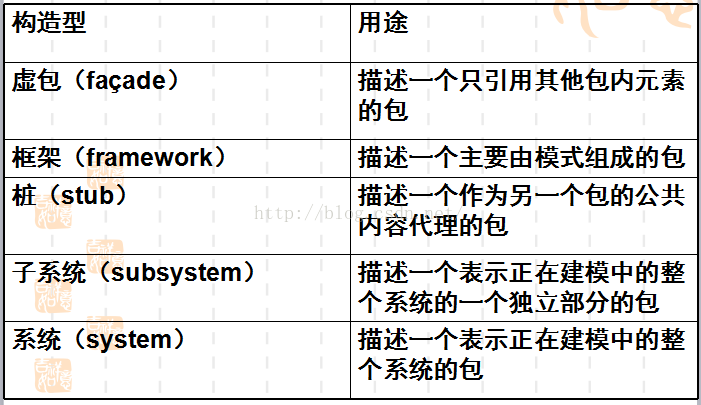 构造型
用途
虚包（façade）
描述一个只引用其他包内元素
的包
框架（framework）
描述一个主要由模式组成的包
桩（stub）
描述一个作为另一个包的公共
内容代理的包
http://blog.csdn.net/
子系统（subsystem）
描述一个表示正在建模中的整
个系统的一个独立部分的包
系统（system）
描述一个表示正在建模中的整
个系统的包